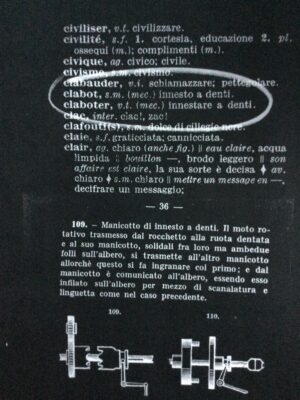 civiliser, v.t. civilizzare.
civilité, s.f. 1. cortesia, educazione 2. pl.
ossequi (m.); complimenti (m.).
civique, ag. civico; civile.
civisme, s.m. civismo.
clabauder, v.i. schiamazzare; pettegolare.
clabot, s.m. (mec.) innesto a denti.
claboter, v.t. (mec.) innestare a denti.
clac, inter. clac!, zac!
clafouti(s), s.m. dolce di ciliegie nere.
claie, s.f. graticcia; cannicciata.
clair, ag. chiaro (anche fig.) || eau claire, acqua
limpida || bouillon —, brodo leggero || son
affaire est claire, la sua sorte è decisa ♦ av.
chiaro ♦ s.m. chiaro || mettre un message en —,
decifrare un messaggio;
— 36 —
109. - Manicotto di innesto a denti. Il moto ro-
tativo trasmesso dal rocchetto alla ruota dentata
e al suo manicotto, solidali fra loro ma ambedue
folli sull'albero, si trasmette all'altro manicotto
allorchè questo si fa ingranare col primo; e dal
manicotto è comunicato all'albero, essendo esso
infilato sull'albero per mezzo di scanalatura e
linguetta come nel caso precedente.
109. 110.